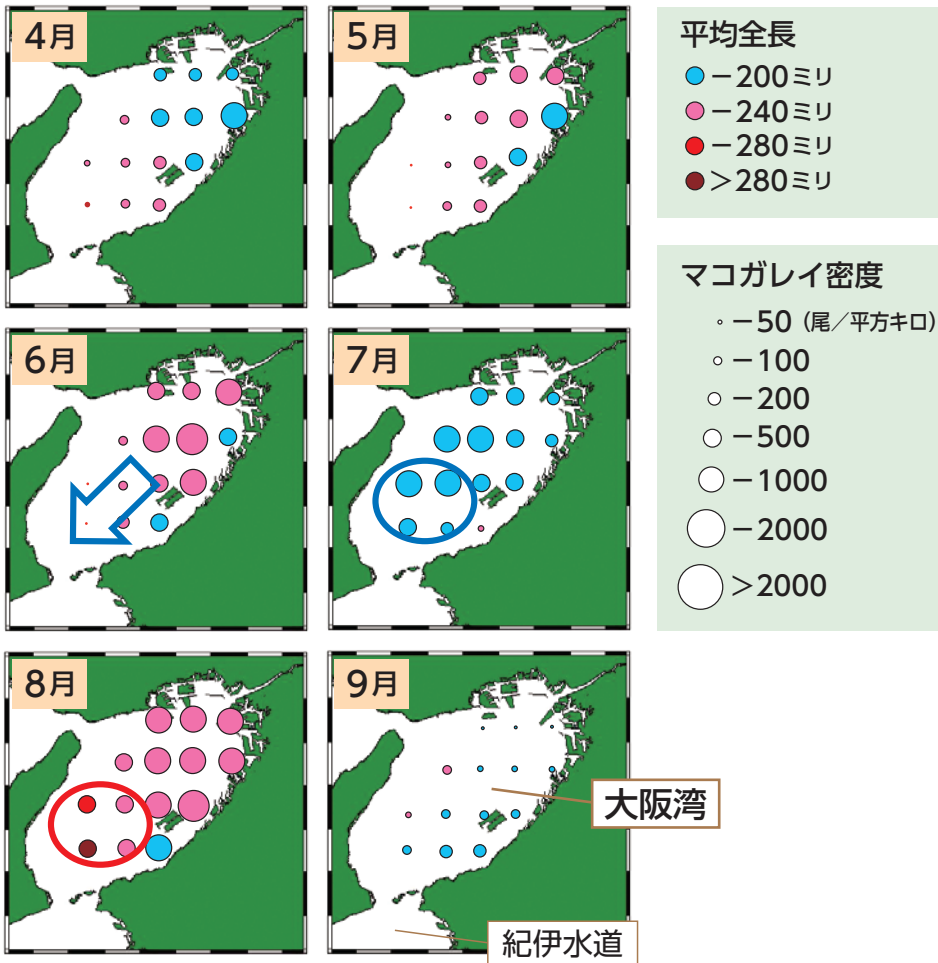 4月
5月
平均全長
－200ミリ
－240ミリ
－280ミリ
＞280ミリ
マコガレイ密度
－50（尾／平方キロ）
－100
－200
－500
－1000
－2000
＞2000
6月
7月
8月
9月
大阪湾
紀伊水道